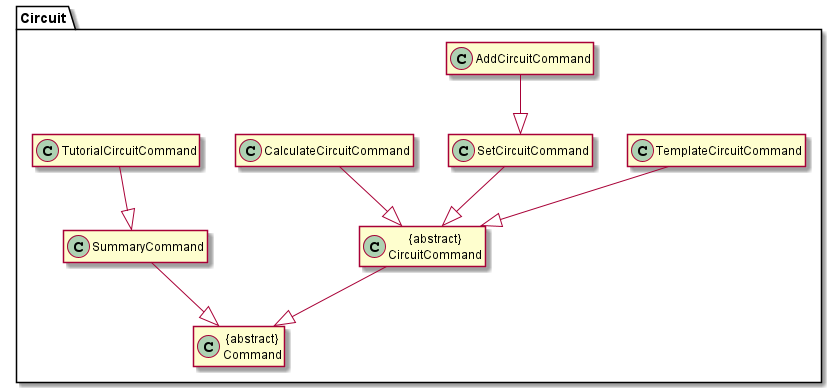 Circuit
C AddCircuitCommand
C TutorialCircuitCommand
C CalculateCircuitCommand
C SetCircuitCommand
C TemplateCircuitCommand
C SummaryCommand
C {abstract}
CircuitCommand
C {abstract}
Command